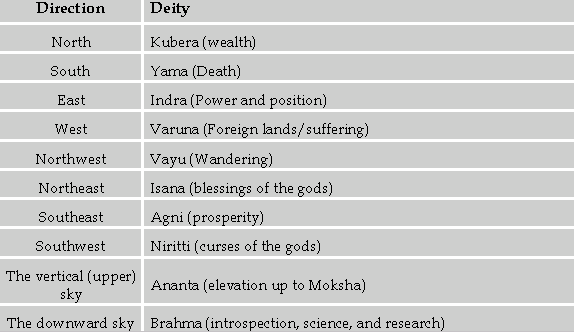 Direction Deity
North Kubera (wealth)
South Yama (Death)
East Indra (Power and position)
West Varuna (Foreign lands/suffering)
Northwest Vayu (Wandering)
Northeast Isana (blessings of the gods)
Southeast Agni (prosperity)
Southwest Niritti (curses of the gods)
The vertical (upper)
sky Ananta (elevation up to Moksha)
The downward sky Brahma (introspection, science, and research)